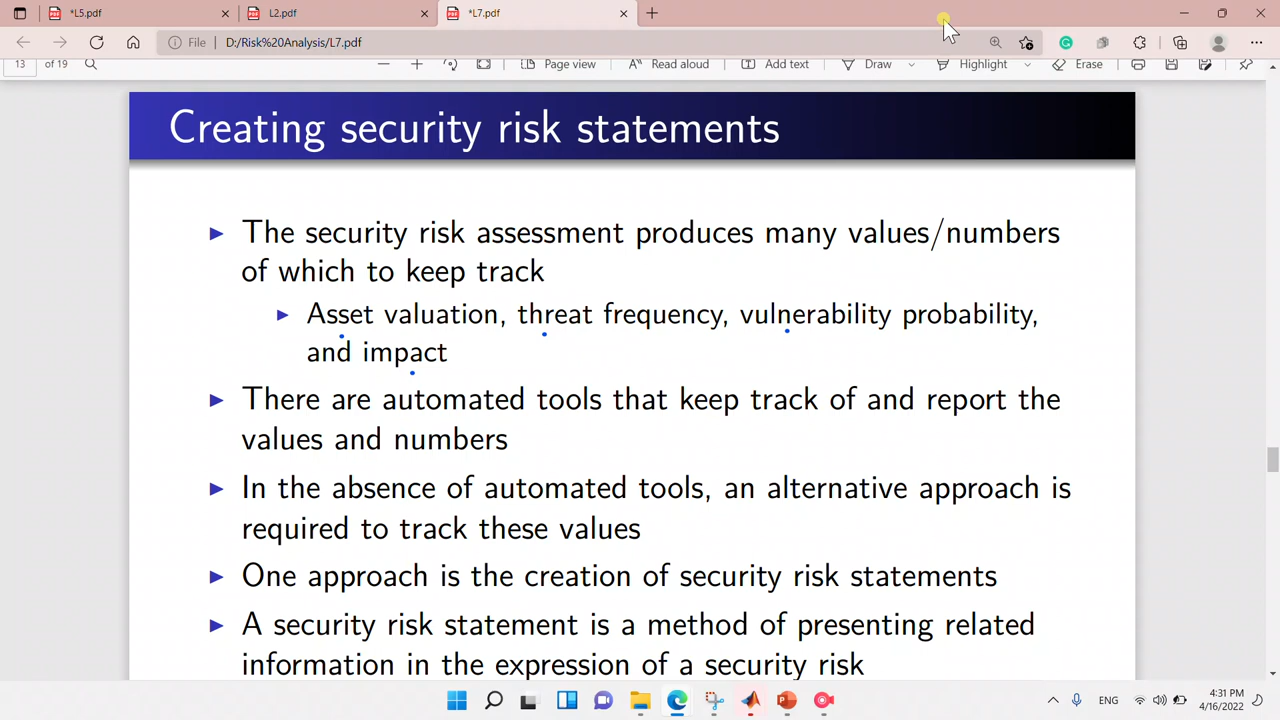 *L5.pdf
L2.pdf
*L7.pdf
File D:/Risk%20Analysis/L7.pdf
13 of 19
Page view
Read aloud
Add text
Draw
Highlight
Erase
Creating security risk statements
The security risk assessment produces many values/numbers
of which to keep track
Asset valuation, threat frequency, vulnerability probability,
and impact
There are automated tools that keep track of and report the
values and numbers
In the absence of automated tools, an alternative approach is
required to track these values
One approach is the creation of security risk statements
A security risk statement is a method of presenting related
information in the expression of a security risk
ENG
4:31 PM
4/16/2022